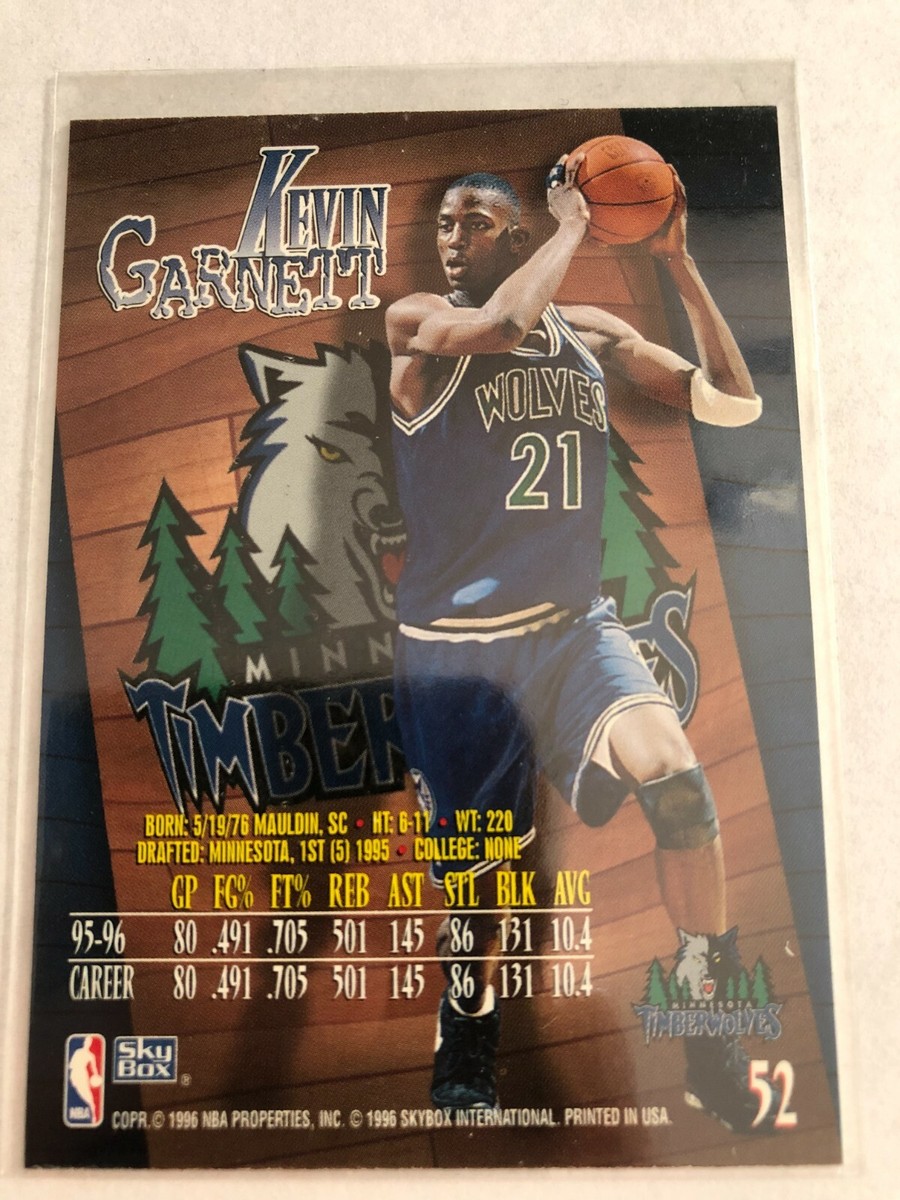 KEVIN
GARNETT
WOLVES
21
MINN
TIMBER ES
BORN: 5/19/76 MAULDIN, SC • HT: 6-11 • WT: 220
DRAFTED: MINNESOTA, 1ST (5) 1995 • COLLEGE: NONE
GP FG% FT% REB AST STL BLK AVG
95-96 80 .491 .705 501 145 86 131 10.4
CAREER 80 .491 .705 501 145 86 131 10.4
MINNESOTA
TIMBERWOLVES
NBA
SKY
BOX
®
52
COPR. © 1996 NBA PROPERTIES, INC. © 1996 SKYBOX INTERNATIONAL. PRINTED IN USA.